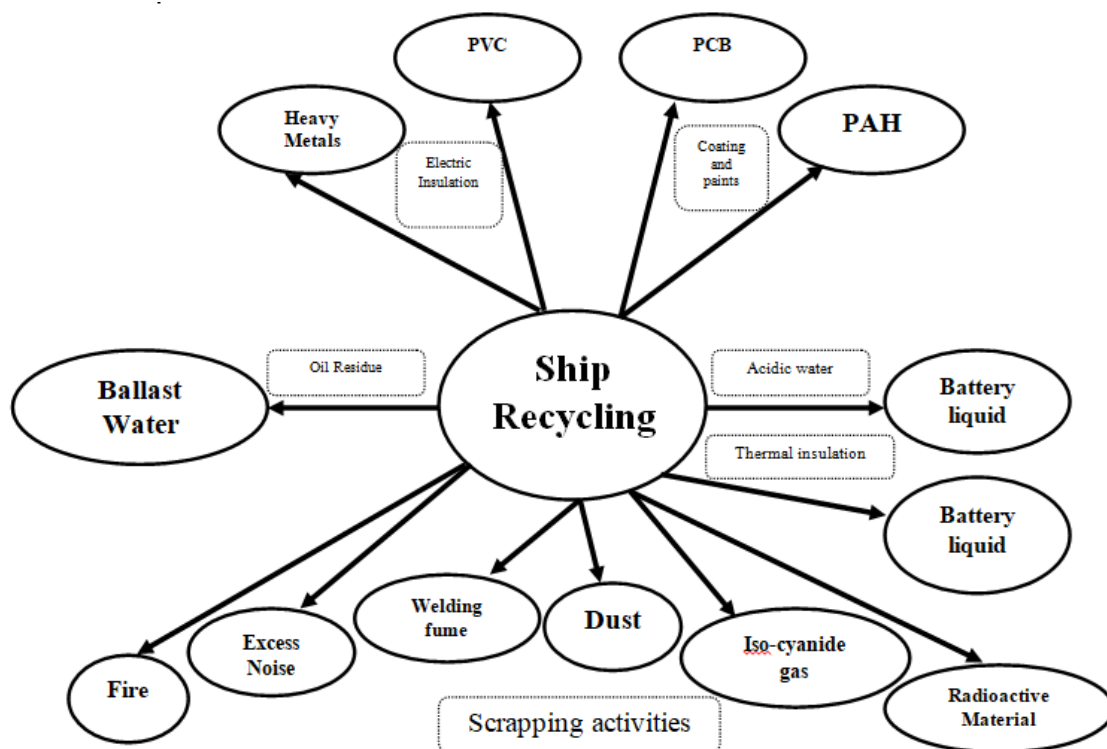 PVC
PCB
Heavy
Metals
PAH
Electric
Insulation
Coating
and
paints
Ship
Recycling
Oil Residue
Acidic water
Ballast
Water
Battery
liquid
Thermal insulation
Battery
liquid
Welding
fume
Dust
Excess
Noise
Iso-cyanide
gas
Fire
Radioactive
Material
Scrapping activities